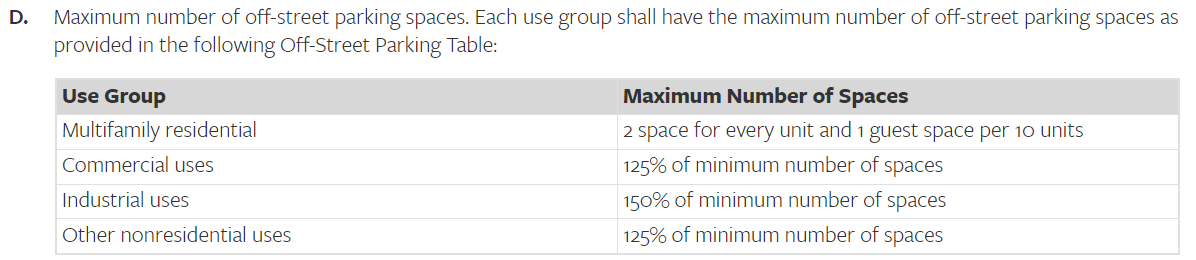 D. Maximum number of off-street parking spaces. Each use group shall have the maximum number of off-street parking spaces as
provided in the following Off-Street Parking Table:
Use Group Maximum Number of Spaces
Multifamily residential 2 space for every unit and 1 guest space per 10 units
Commercial uses 125% of minimum number of spaces
Industrial uses 150% of minimum number of spaces
Other nonresidential uses 125% of minimum number of spaces